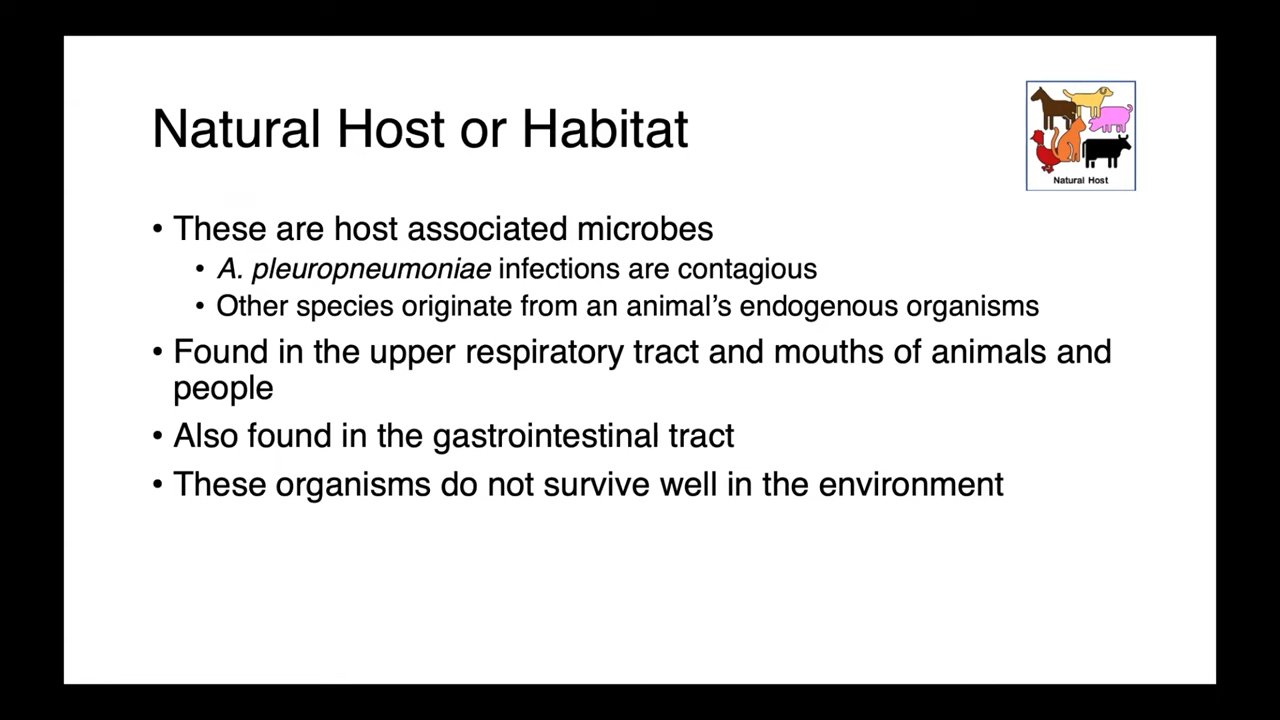 Natural Host or Habitat
Natural Host
• These are host associated microbes
• A. pleuropneumoniae infections are contagious
• Other species originate from an animal’s endogenous organisms
• Found in the upper respiratory tract and mouths of animals and
people
• Also found in the gastrointestinal tract
• These organisms do not survive well in the environment